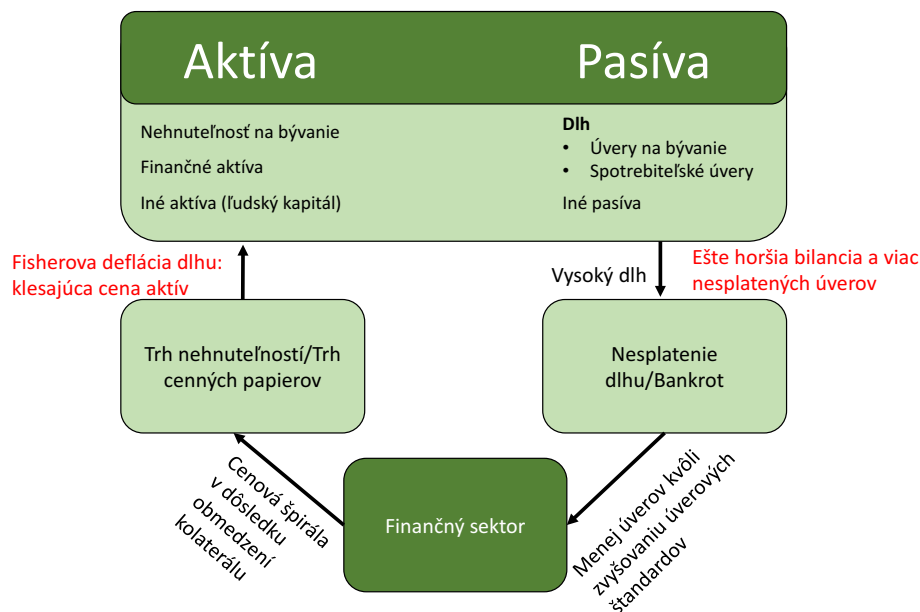 Aktíva
Pasíva
Nehnuteľnosť na bývanie
Finančné aktíva
Iné aktíva (ľudský kapitál)
Dlh
• Úvery na bývanie
• Spotrebiteľské úvery
Iné pasíva
Fisherova deflácia dlhu:
klesajúca cena aktív
Vysoký dlh
Ešte horšia bilancia a viac
nesplatených úverov
Trh nehnuteľností/Trh
cenných papierov
Nesplatenie
dlhu/Bankrot
Cenová špirála
v dôsledku
obmedzení
kolaterálu
Finančný sektor
Menej úverov kvôli
zvyšovaniu úverových
štandardov